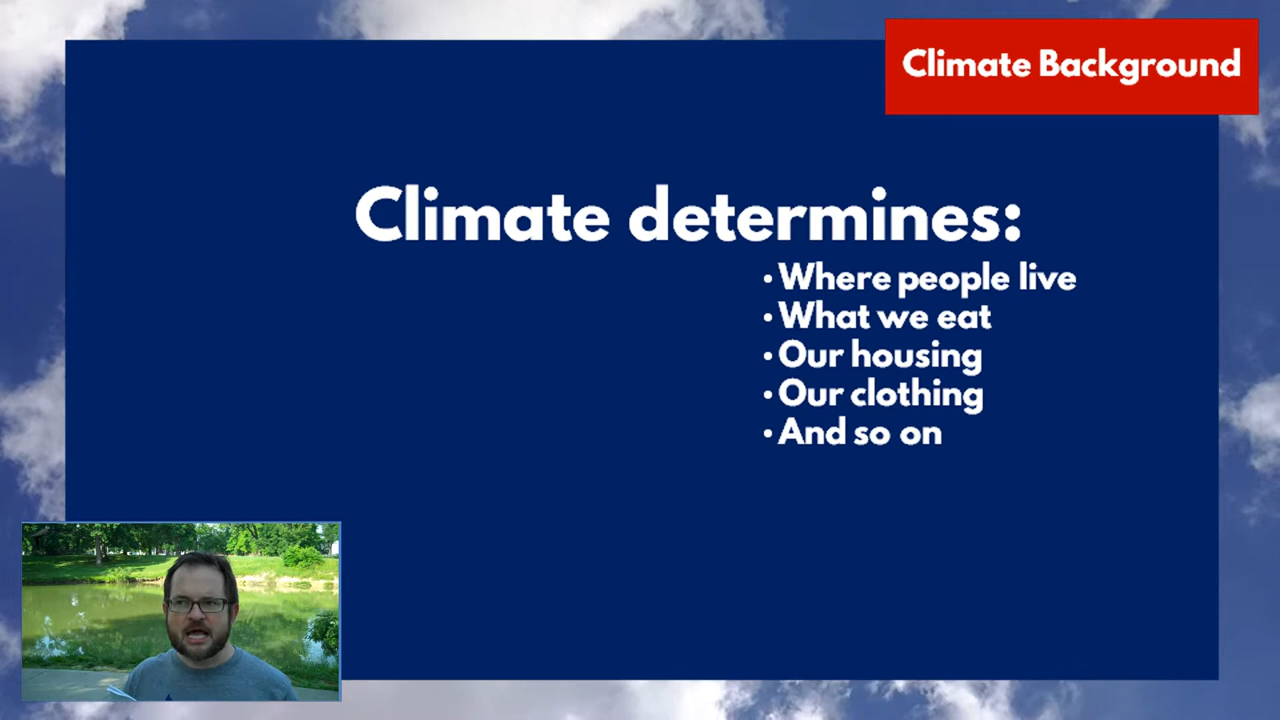 Climate Background
Climate determines:
• Where people live
• What we eat
• Our housing
• Our clothing
• And so on